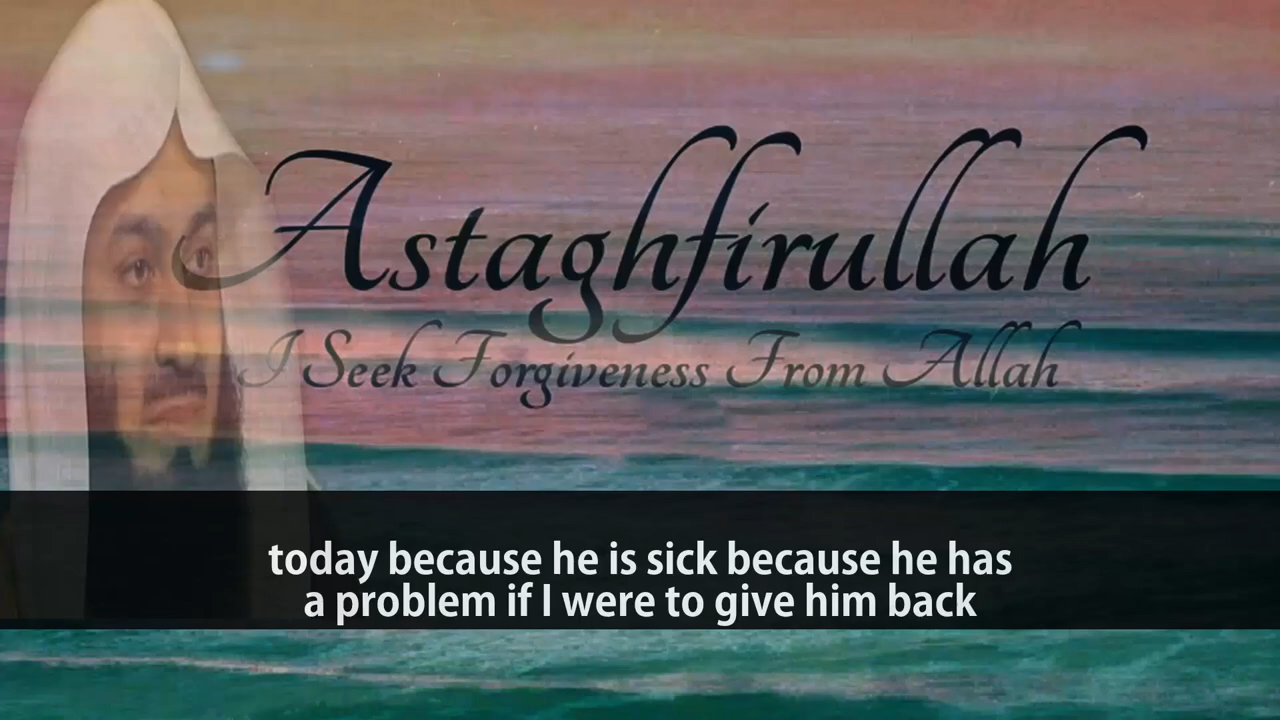 Astaghfirullah
I Seek Forgiveness From Allah
today because he is sick because he has
a problem if I were to give him back